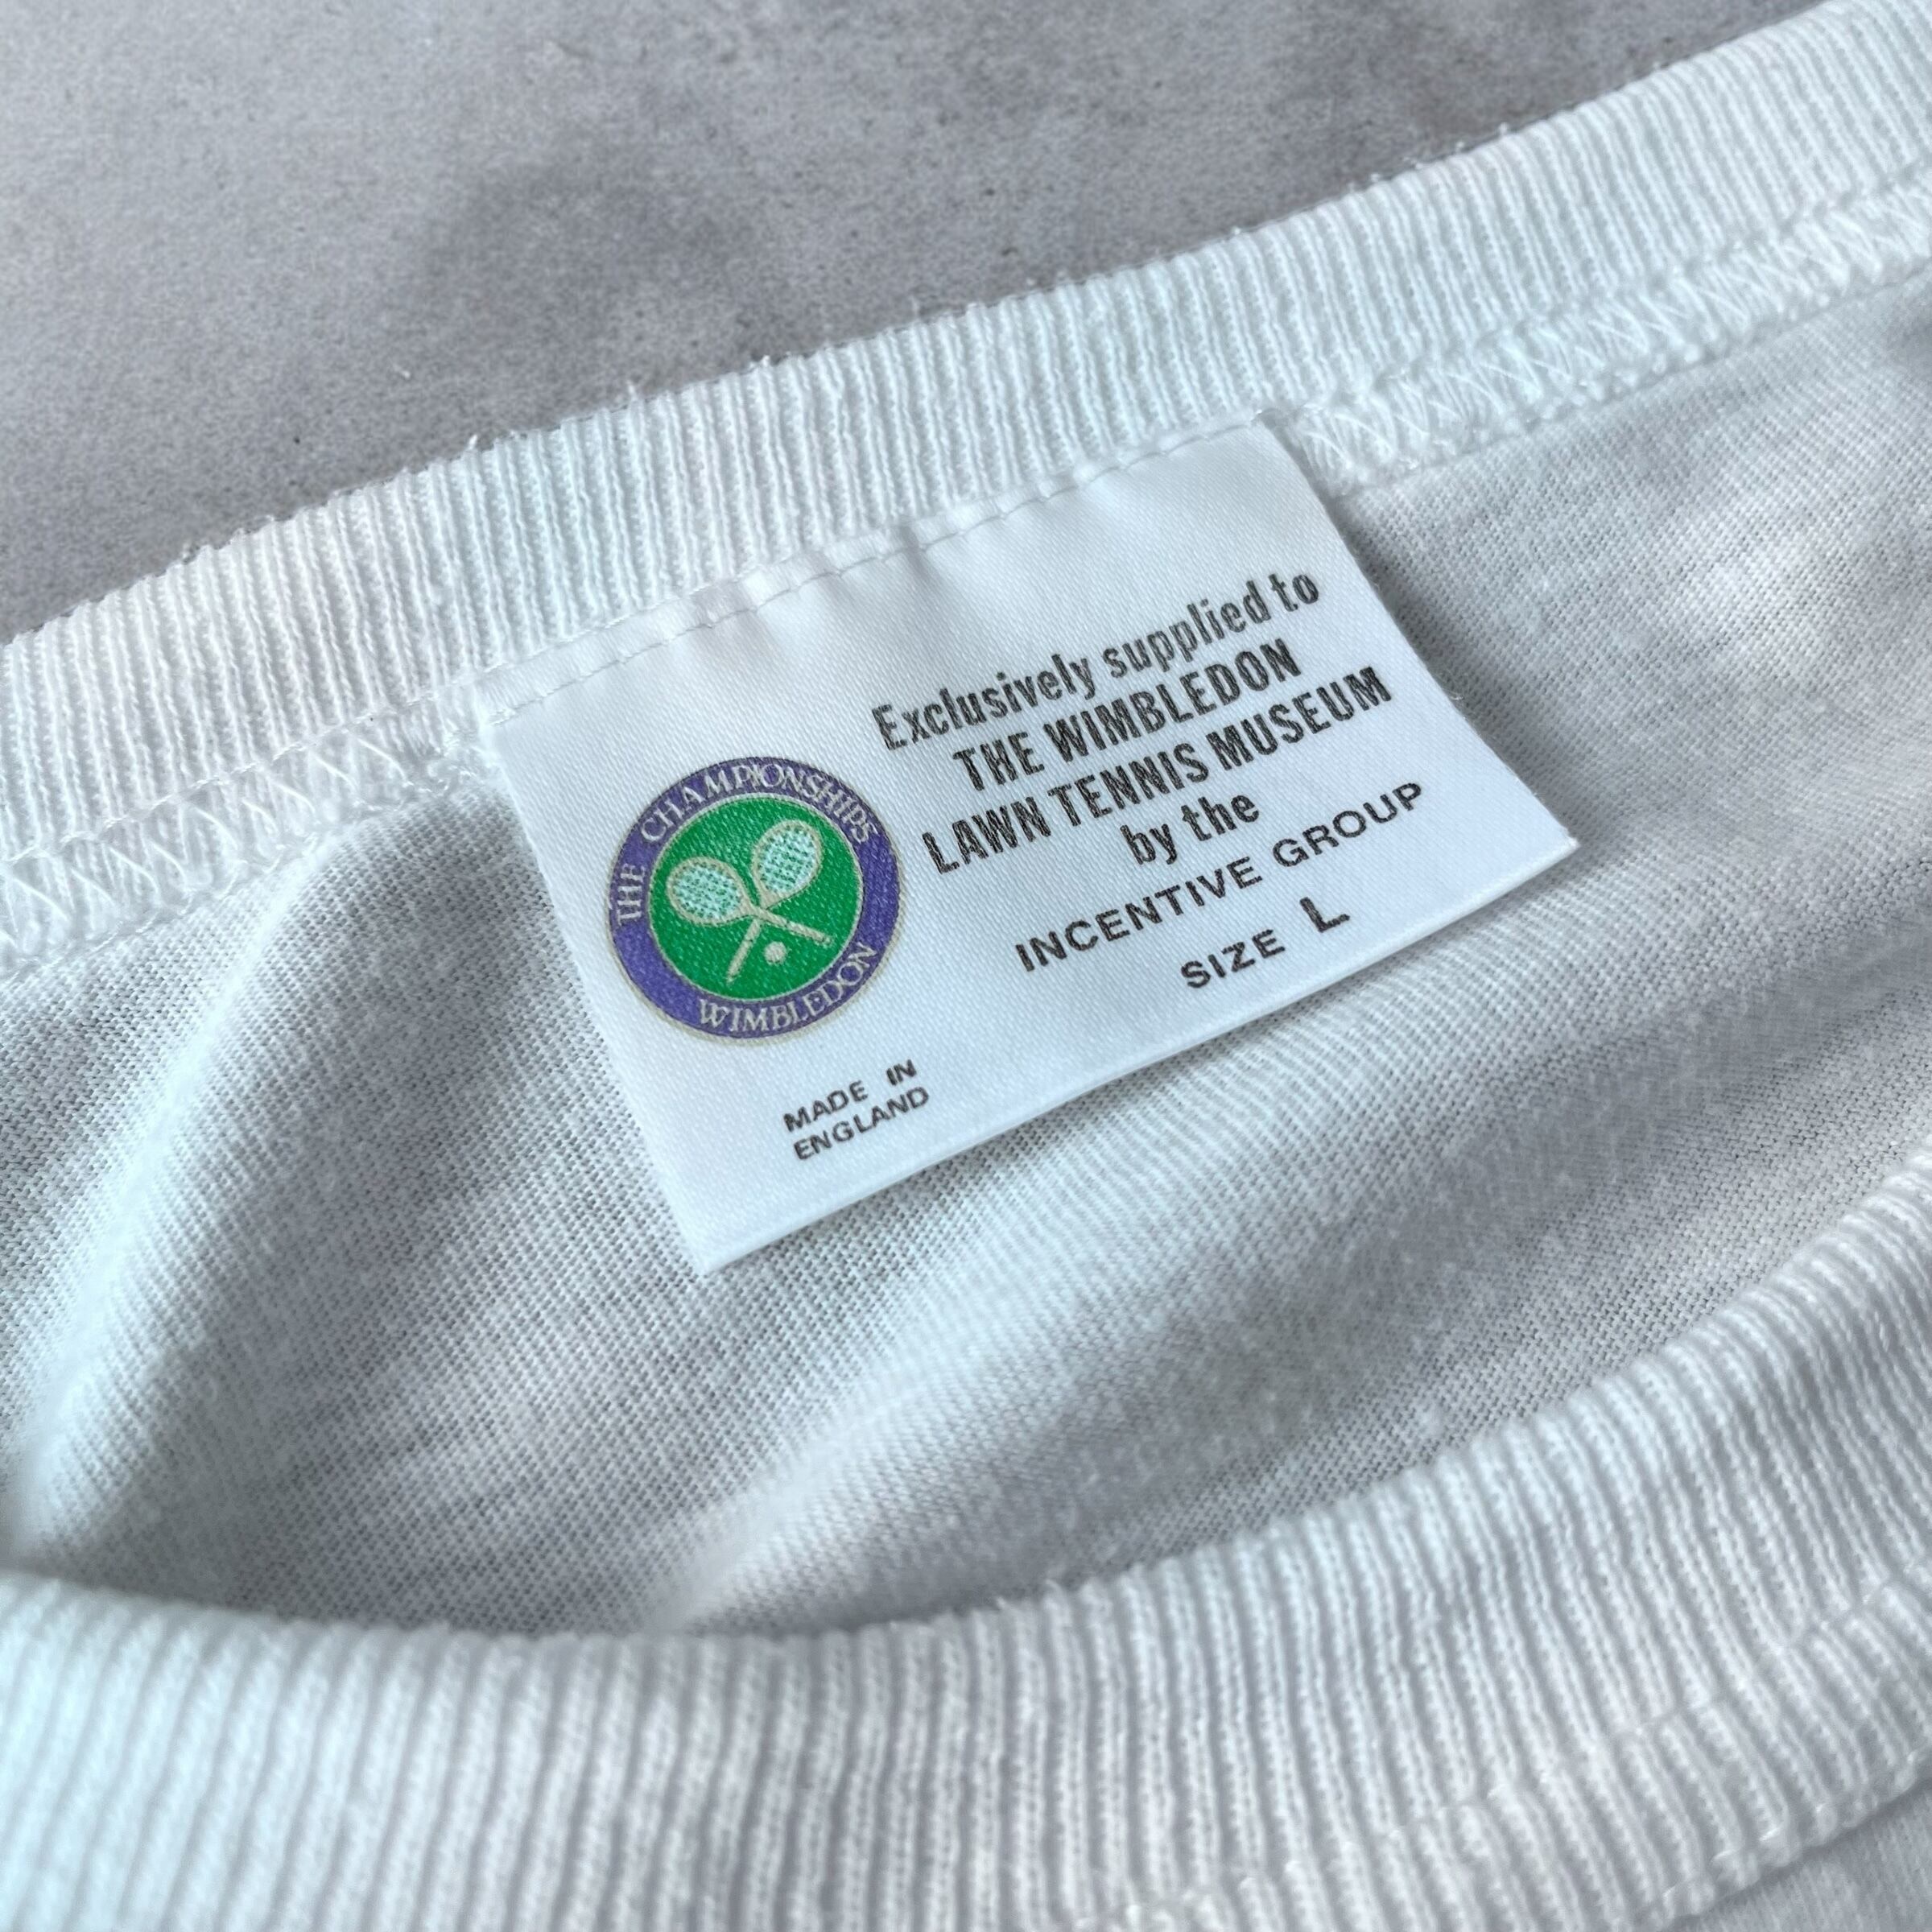 THE CHAMPIONSHIPS
WIMBLEDON
Exclusively supplied to
THE WIMBLEDON
LAWN TENNIS MUSEUM
by the
INCENTIVE GROUP
SIZE L
MADE IN
ENGLAND